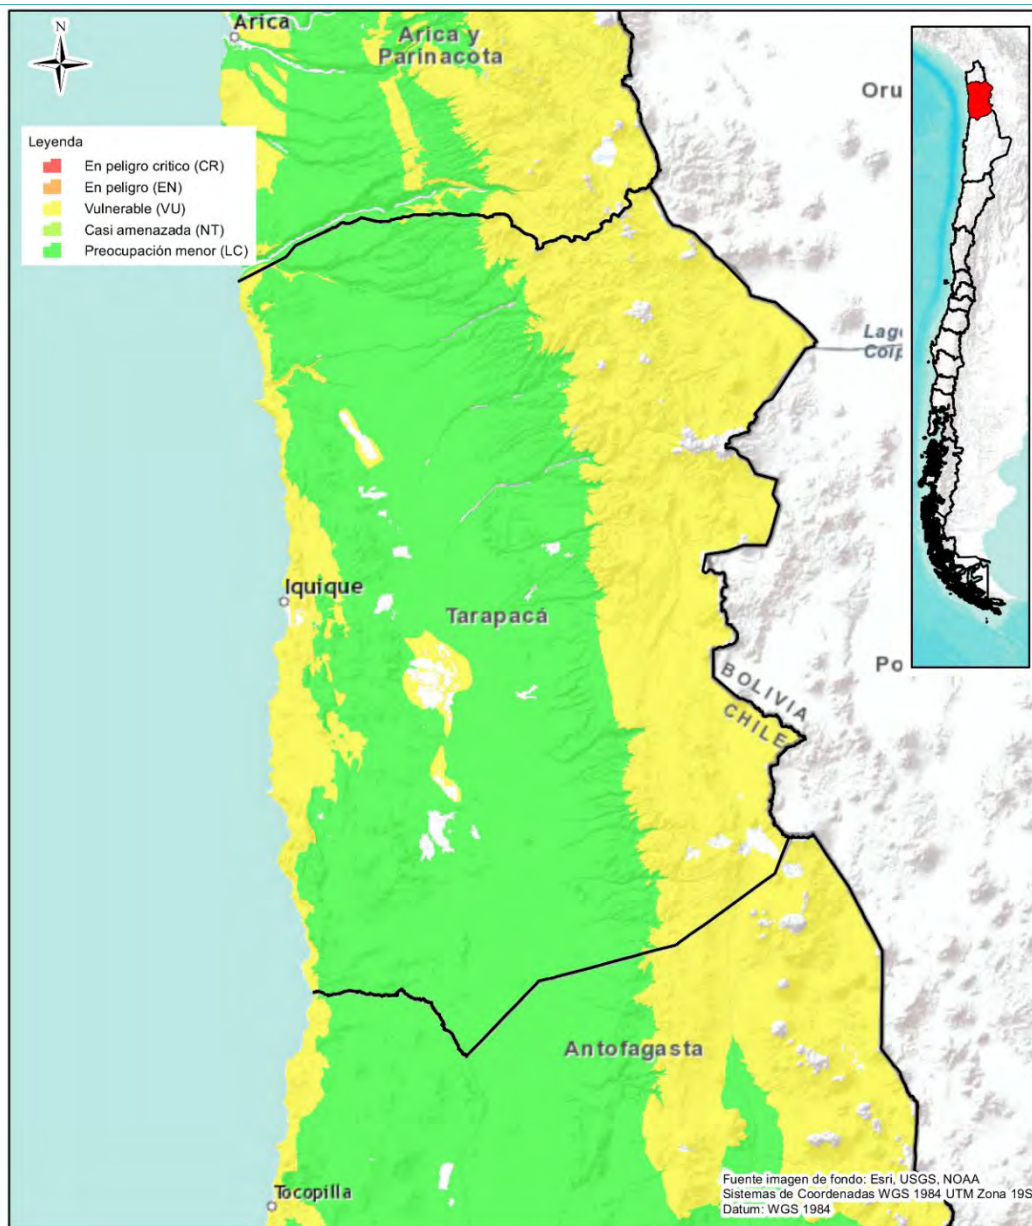 N
Arica
Arica y
Parinacota
Oru
Leyenda
En peligro critico (CR)
En peligro (EN)
Vulnerable (VU)
Casi amenazada (NT)
Preocupación menor (LC)
Iquique
Tarapacá
BOLIVIA
CHILE
Po
Antofagasta
Tocopilla
Fuente imagen de fondo: Esri, USGS, NOAA
Sistemas de Coordenadas WGS 1984 UTM Zona 19S
Datum: WGS 1984